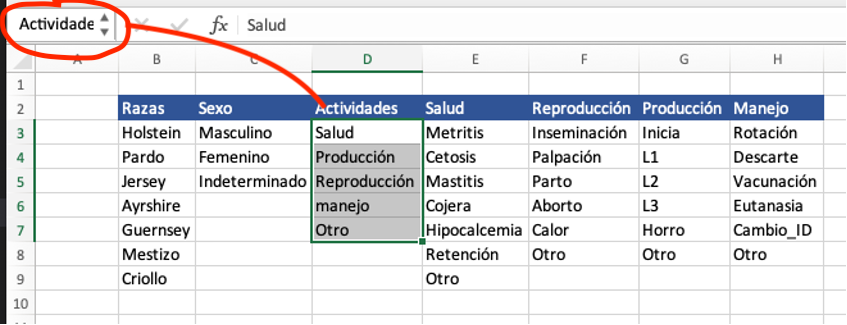 Actividade fx Salud
A B C D E F G H
1
2 Razas Sexo Actividades Salud Reproducción Producción Manejo
3 Holstein Masculino Salud Metritis Inseminación Inicia Rotación
4 Pardo Femenino Producción Cetosis Palpación L1 Descarte
5 Jersey Indeterminado Reproducción Mastitis Parto L2 Vacunación
6 Ayrshire manejo Cojera Aborto L3 Eutanasia
7 Guernsey Otro Hipocalcemia Calor Horro Cambio_ID
8 Mestizo Retención Otro Otro Otro
9 Criollo Otro
10